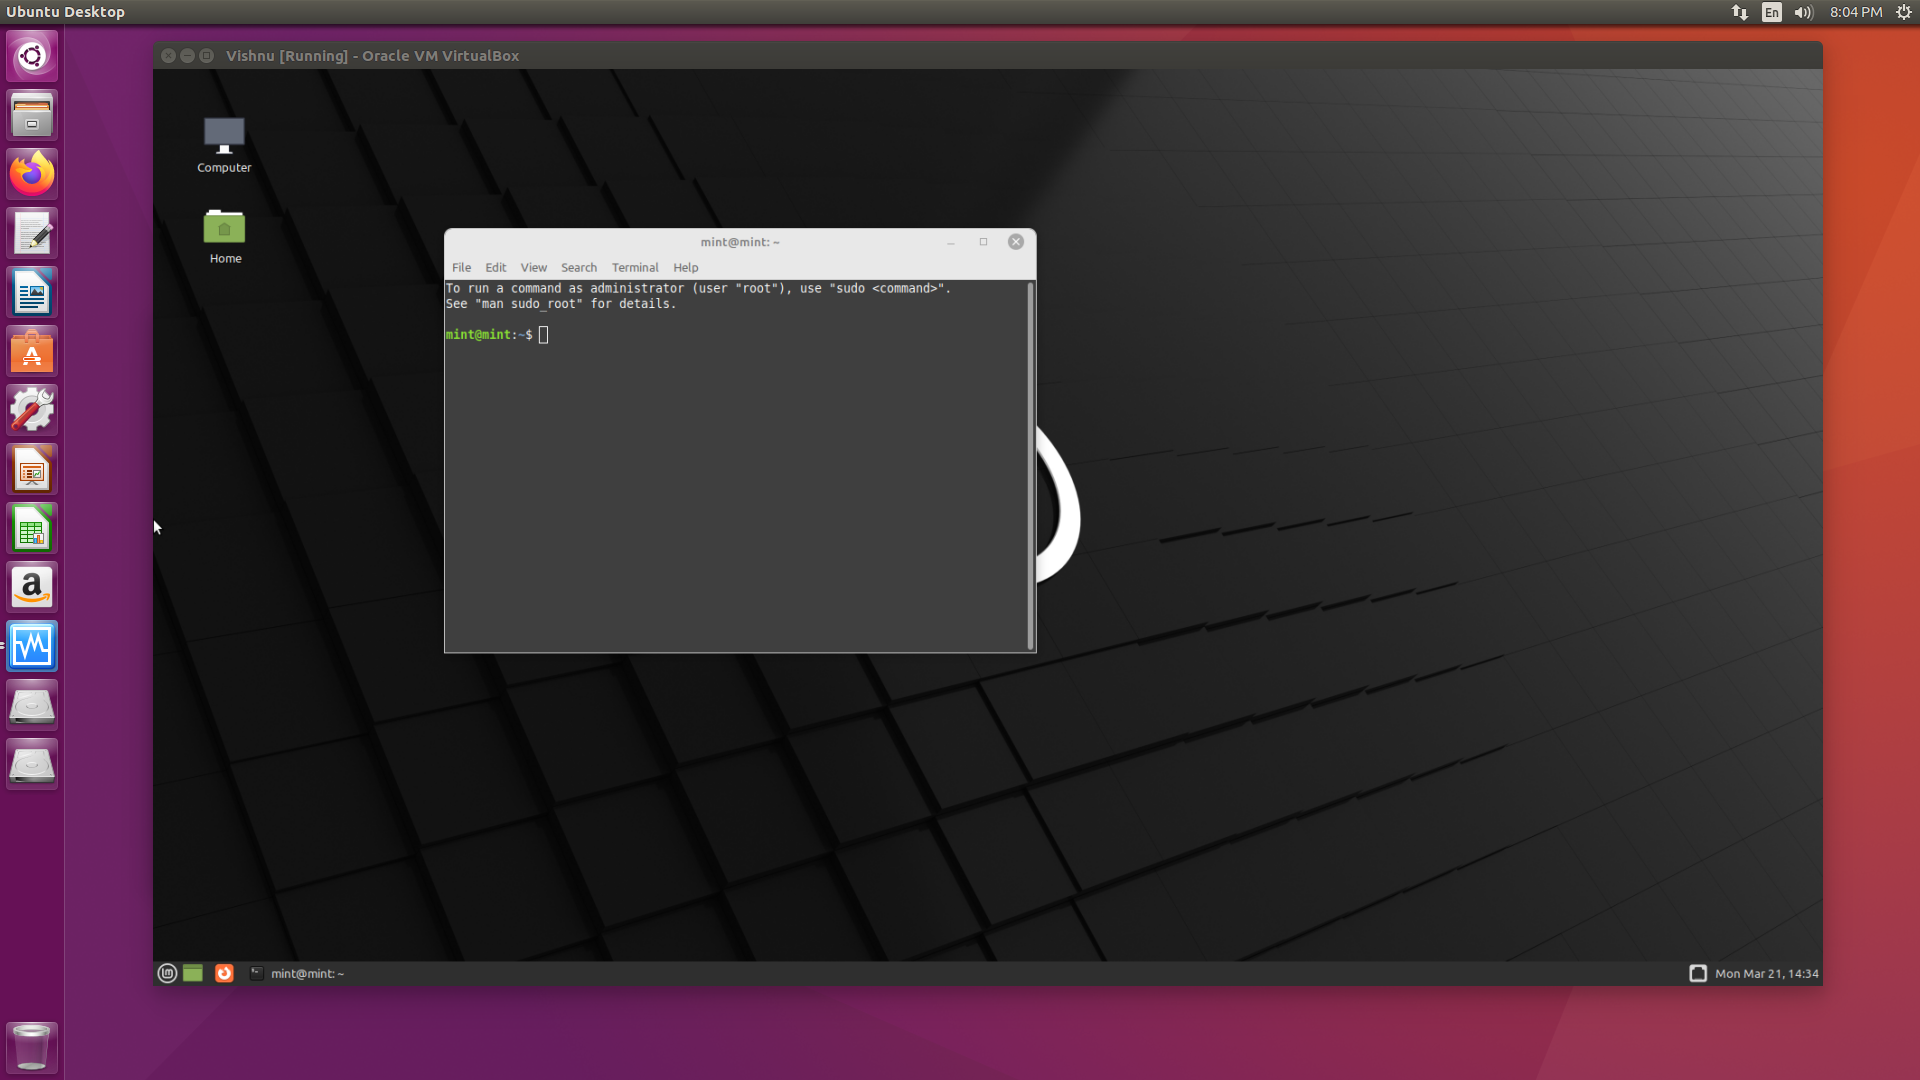 Ubuntu Desktop
En
8:04 PM
Vishnu [Running] - Oracle VM VirtualBox
Computer
Home
mint@mint: ~
File Edit View Search Terminal Help
To run a command as administrator (user "root"), use "sudo <command>".
See "man sudo_root" for details.
mint@mint:~$
mint@mint: ~
Mon Mar 21, 14:34